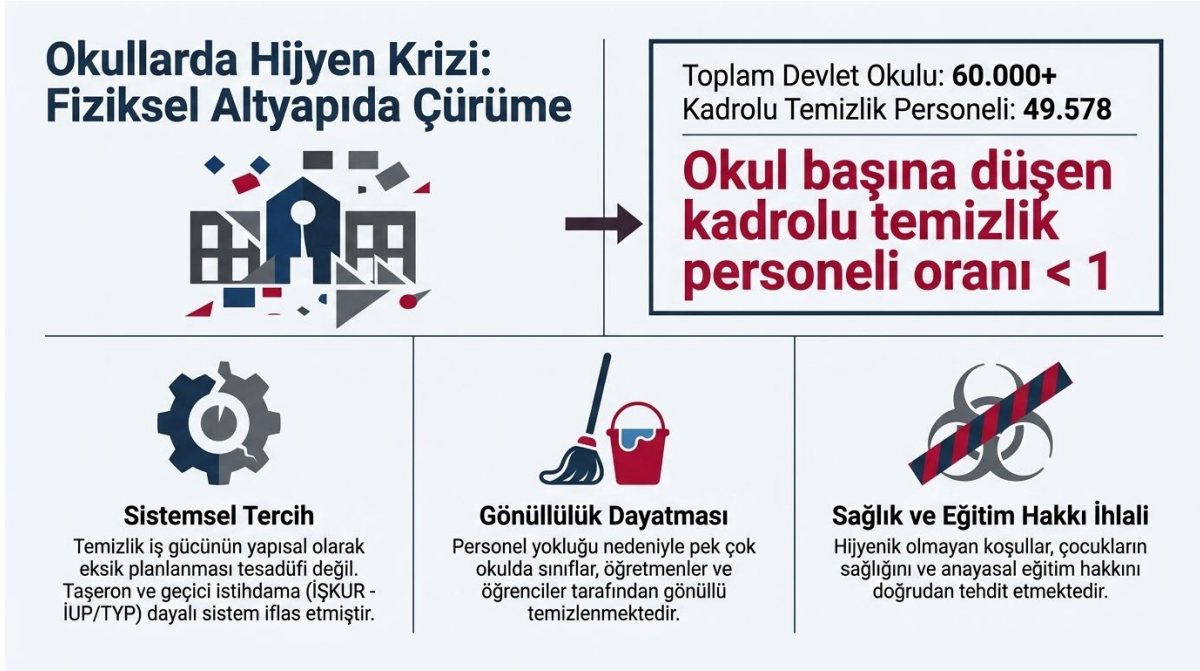 Okullarda Hijyen Krizi:
Fiziksel Altyapıda Çürüme
Toplam Devlet Okulu: 60.000+
Kadrolu Temizlik Personeli: 49.578
Okul başına düşen
kadrolu temizlik
personeli oranı < 1
Sistemsel Tercih
Temizlik iş gücünün yapısal olarak
eksik planlanması tesadüfi değil.
Taşeron ve geçici istihdama (İŞKUR -
İUP/TYP) dayalı sistem iflas etmiştir.
Gönüllülük Dayatması
Personel yokluğu nedeniyle pek çok
okulda sınıflar, öğretmenler ve
öğrenciler tarafından gönüllü
temizlenmektedir.
Sağlık ve Eğitim Hakkı İhlali
Hijyenik olmayan koşullar, çocukların
sağlığını ve anayasal eğitim hakkını
doğrudan tehdit etmektedir.